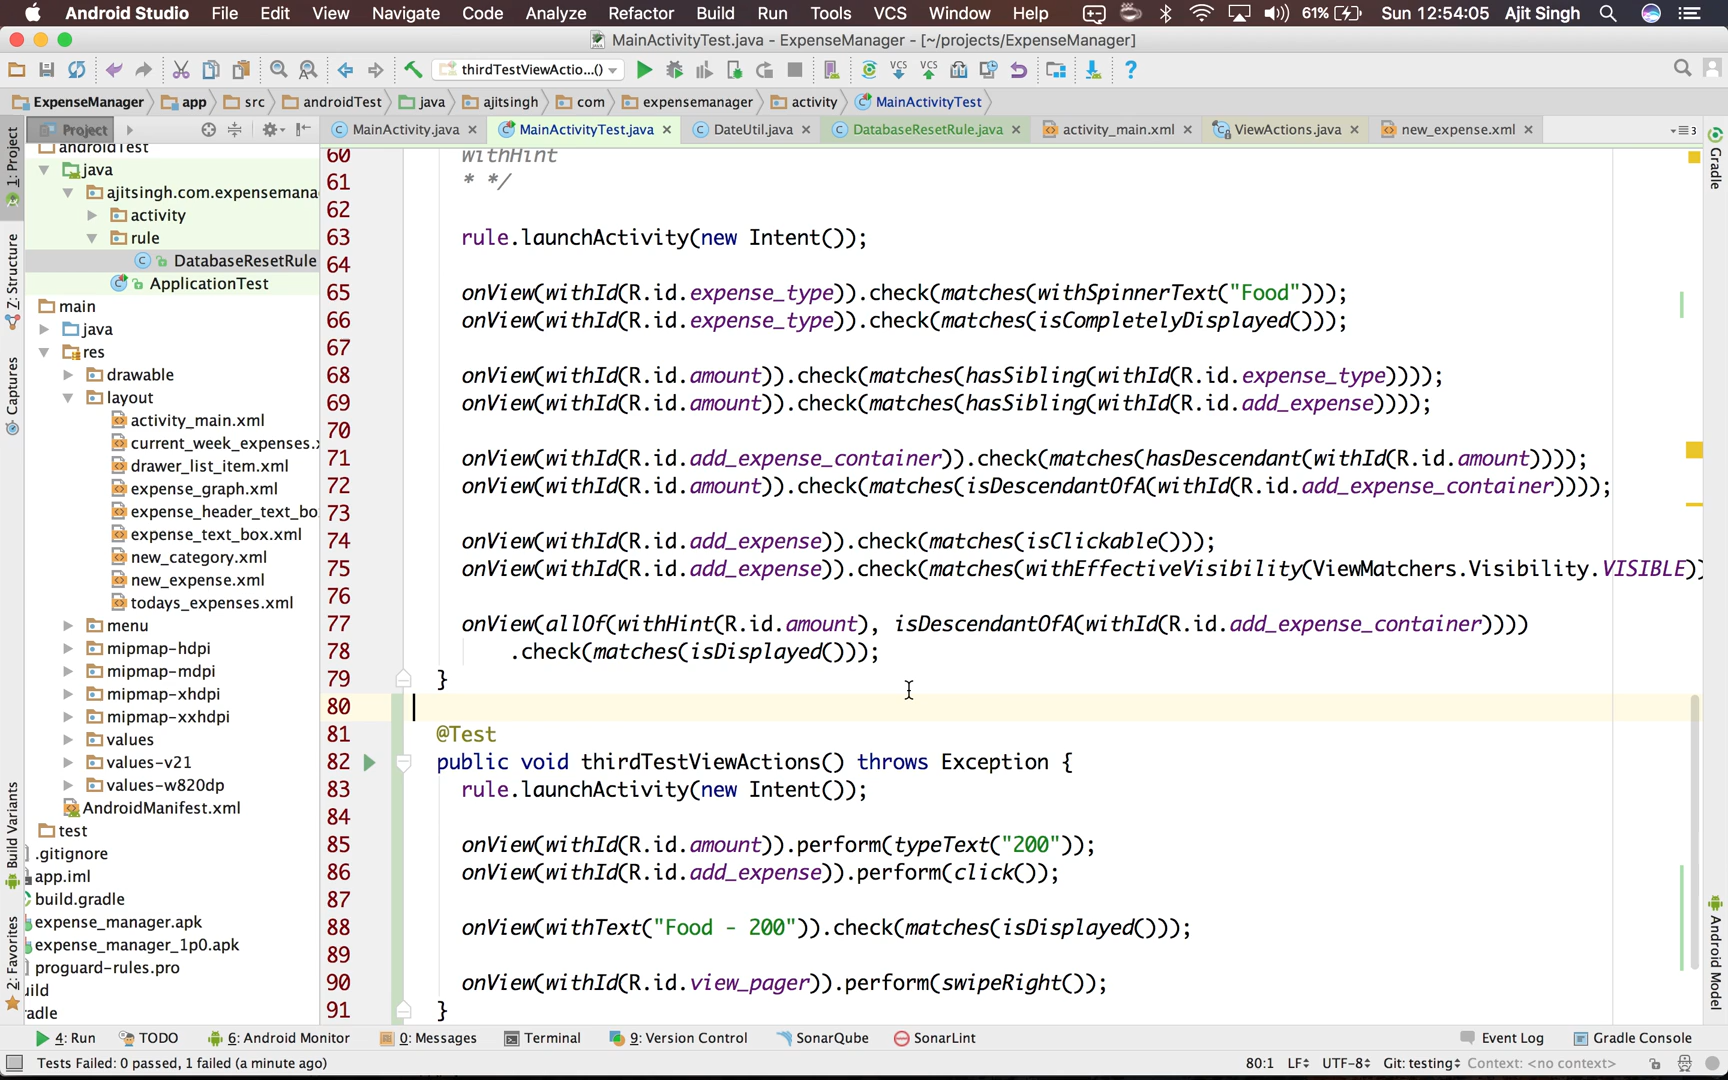 Android Studio File Edit View Navigate Code Analyze Refactor Build Run Tools VCS Window Help 61% Sun 12:54:05 Ajit Singh
MainActivityTest.java - ExpenseManager - [~/projects/ExpenseManager]
thirdTestViewActio...()
ExpenseManager app src androidTest java ajitsingh com expensemanager activity MainActivityTest
Project MainActivity.java MainActivityTest.java DateUtil.java DatabaseResetRule.java activity_main.xml ViewActions.java new_expense.xml
1: Project
Z: Structure
Captures
Build Variants
2: Favorites
androidTest
java
ajitsingh.com.expensema
activity
rule
DatabaseResetRule
ApplicationTest
main
java
res
drawable
layout
activity_main.xml
current_week_expenses.
drawer_list_item.xml
expense_graph.xml
expense_header_text_bo
expense_text_box.xml
new_category.xml
new_expense.xml
todays_expenses.xml
menu
mipmap-hdpi
mipmap-mdpi
mipmap-xhdpi
mipmap-xxhdpi
values
values-v21
values-w820dp
AndroidManifest.xml
test
.gitignore
app.iml
build.gradle
expense_manager.apk
expense_manager_1p0.apk
proguard-rules.pro
uild
radle
60 withHint
61 * */
62
63 rule.launchActivity(new Intent());
64
65 onView(withId(R.id.expense_type)).check(matches(withSpinnerText("Food")));
66 onView(withId(R.id.expense_type)).check(matches(isCompletelyDisplayed()));
67
68 onView(withId(R.id.amount)).check(matches(hasSibling(withId(R.id.expense_type))));
69 onView(withId(R.id.amount)).check(matches(hasSibling(withId(R.id.add_expense))));
70
71 onView(withId(R.id.add_expense_container)).check(matches(hasDescendant(withId(R.id.amount))));
72 onView(withId(R.id.amount)).check(matches(isDescendantOfA(withId(R.id.add_expense_container))));
73
74 onView(withId(R.id.add_expense)).check(matches(isClickable()));
75 onView(withId(R.id.add_expense)).check(matches(withEffectiveVisibility(ViewMatchers.Visibility.VISIBLE))
76
77 onView(allOf(withHint(R.id.amount), isDescendantOfA(withId(R.id.add_expense_container))))
78 .check(matches(isDisplayed()));
79 }
80
81 @Test
82 public void thirdTestViewActions() throws Exception {
83 rule.launchActivity(new Intent());
84
85 onView(withId(R.id.amount)).perform(typeText("200"));
86 onView(withId(R.id.add_expense)).perform(click());
87
88 onView(withText("Food - 200")).check(matches(isDisplayed()));
89
90 onView(withId(R.id.view_pager)).perform(swipeRight());
91 }
Gradle
Android Model
4: Run TODO 6: Android Monitor 0: Messages Terminal 9: Version Control SonarQube SonarLint Event Log Gradle Console
Tests Failed: 0 passed, 1 failed (a minute ago) 80:1 LF UTF-8 Git: testing Context: <no context>